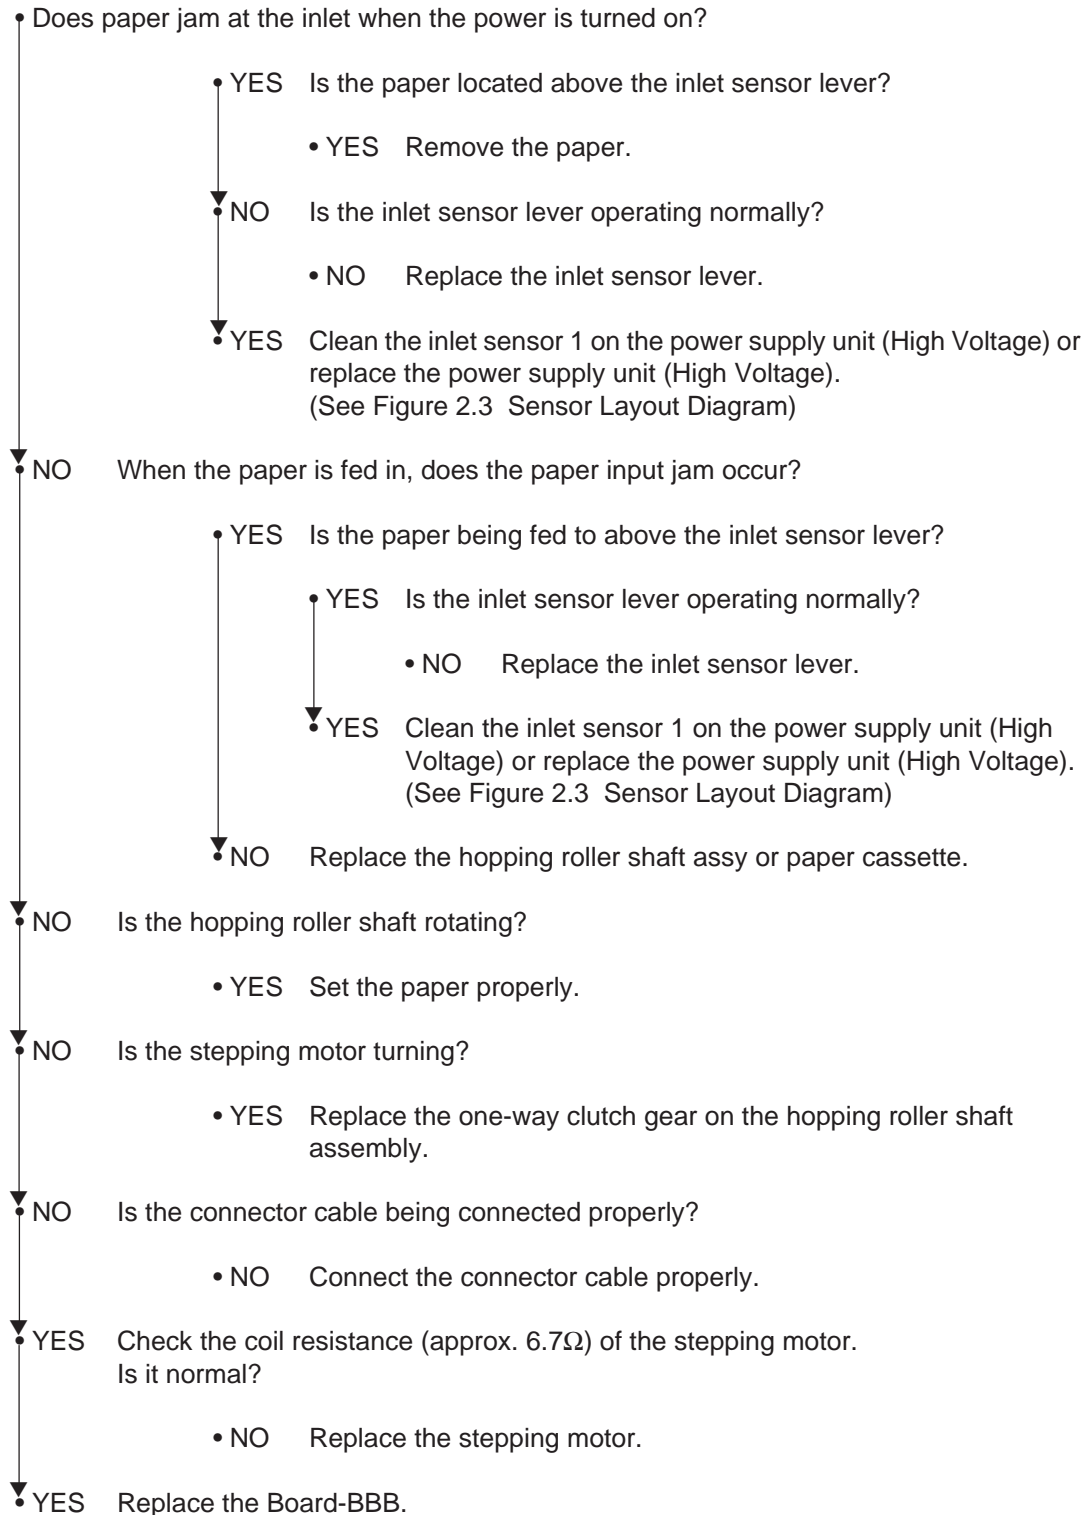 • Does paper jam at the inlet when the power is turned on?
• YES Is the paper located above the inlet sensor lever?
• YES Remove the paper.
• NO Is the inlet sensor lever operating normally?
• NO Replace the inlet sensor lever.
• YES Clean the inlet sensor 1 on the power supply unit (High Voltage) or
replace the power supply unit (High Voltage).
(See Figure 2.3 Sensor Layout Diagram)
• NO When the paper is fed in, does the paper input jam occur?
• YES Is the paper being fed to above the inlet sensor lever?
• YES Is the inlet sensor lever operating normally?
• NO Replace the inlet sensor lever.
• YES Clean the inlet sensor 1 on the power supply unit (High
Voltage) or replace the power supply unit (High Voltage).
(See Figure 2.3 Sensor Layout Diagram)
• NO Replace the hopping roller shaft assy or paper cassette.
• NO Is the hopping roller shaft rotating?
• YES Set the paper properly.
• NO Is the stepping motor turning?
• YES Replace the one-way clutch gear on the hopping roller shaft
assembly.
• NO Is the connector cable being connected properly?
• NO Connect the connector cable properly.
• YES Check the coil resistance (approx. 6.7Ω) of the stepping motor.
Is it normal?
• NO Replace the stepping motor.
• YES Replace the Board-BBB.